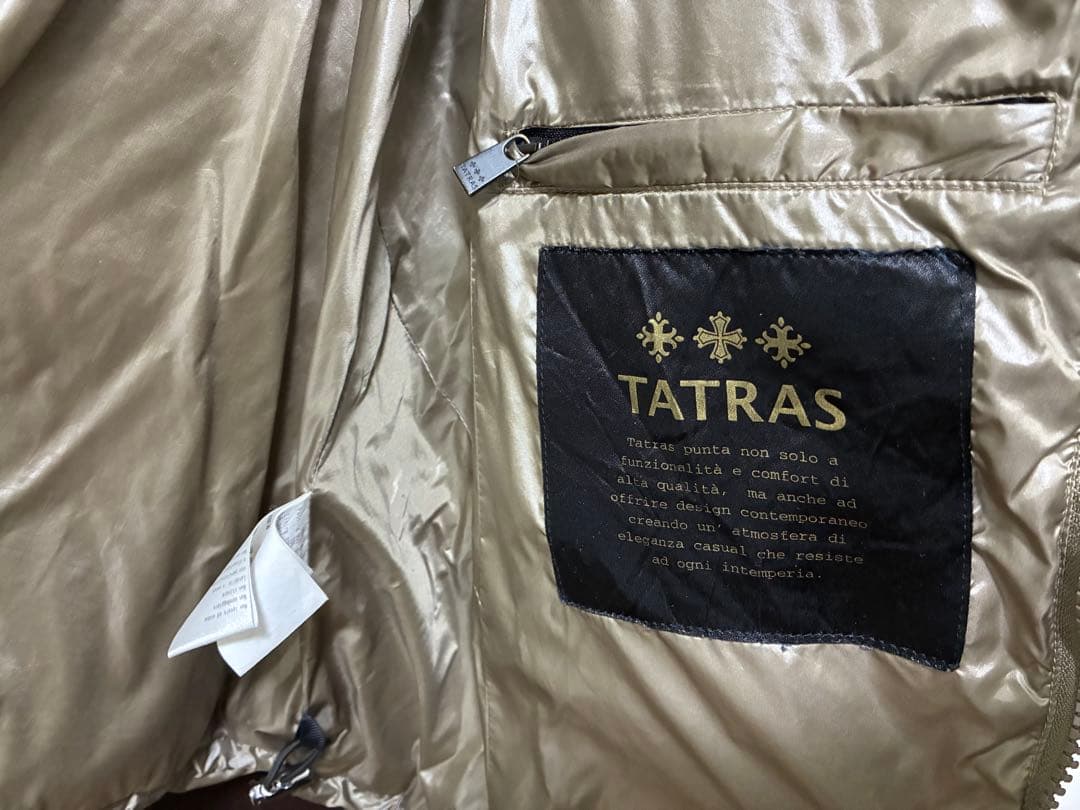 TATRAS
TATRAS
Tatras punta non solo a
funzionalità e comfort di
alta qualità, ma anche ad
offrire design contemporaneo
creando un' atmosfera di
eleganza casual che resiste
ad ogni intemperia.